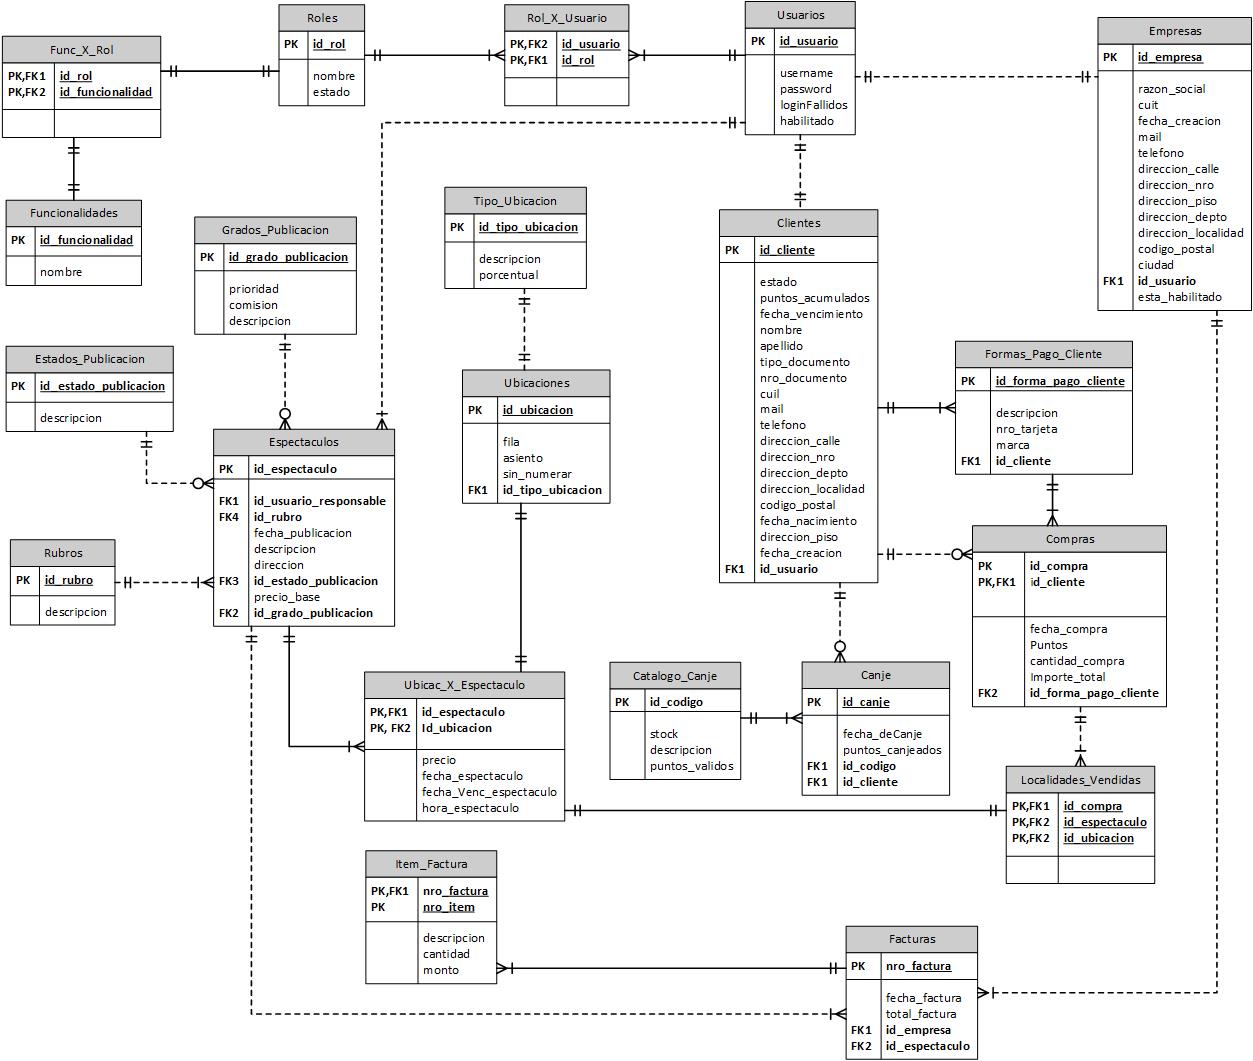 Func_X_Rol
PK,FK1 id_rol
PK,FK2 id_funcionalidad
Roles
PK id_rol
nombre
estado
Rol_X_Usuario
PK,FK2 id_usuario
PK,FK1 id_rol
Usuarios
PK id_usuario
username
password
loginFallidos
habilitado
Empresas
PK id_empresa
razon_social
cuit
fecha_creacion
mail
telefono
direccion_calle
direccion_nro
direccion_piso
direccion_depto
direccion_localidad
codigo_postal
ciudad
FK1 id_usuario
esta_habilitado
Funcionalidades
PK id_funcionalidad
nombre
Grados_Publicacion
PK id_grado_publicacion
prioridad
comision
descripcion
Tipo_Ubicacion
PK id_tipo_ubicacion
descripcion
porcentual
Clientes
PK id_cliente
estado
puntos_acumulados
fecha_vencimiento
nombre
apellido
tipo_documento
nro_documento
cuil
mail
telefono
direccion_calle
direccion_nro
direccion_depto
direccion_localidad
codigo_postal
fecha_nacimiento
direccion_piso
fecha_creacion
FK1 id_usuario
Estados_Publicacion
PK id_estado_publicacion
descripcion
Ubicaciones
PK id_ubicacion
fila
asiento
sin_numerar
FK1 id_tipo_ubicacion
Formas_Pago_Cliente
PK id_forma_pago_cliente
descripcion
nro_tarjeta
marca
FK1 id_cliente
Espectaculos
PK id_espectaculo
FK1 id_usuario_responsable
FK4 id_rubro
fecha_publicacion
descripcion
direccion
FK3 id_estado_publicacion
precio_base
FK2 id_grado_publicacion
Rubros
PK id_rubro
descripcion
Compras
PK id_compra
PK,FK1 id_cliente
fecha_compra
Puntos
cantidad_compra
Importe_total
FK2 id_forma_pago_cliente
Ubicac_X_Espectaculo
PK,FK1 id_espectaculo
PK, FK2 Id_ubicacion
precio
fecha_espectaculo
fecha_Venc_espectaculo
hora_espectaculo
Catalogo_Canje
PK id_codigo
stock
descripcion
puntos_validos
Canje
PK id_canje
fecha_deCanje
puntos_canjeados
FK1 id_codigo
FK1 id_cliente
Localidades_Vendidas
PK,FK1 id_compra
PK,FK2 id_espectaculo
PK,FK2 id_ubicacion
Item_Factura
PK,FK1 nro_factura
PK nro_item
descripcion
cantidad
monto
Facturas
PK nro_factura
fecha_factura
total_factura
FK1 id_empresa
FK2 id_espectaculo